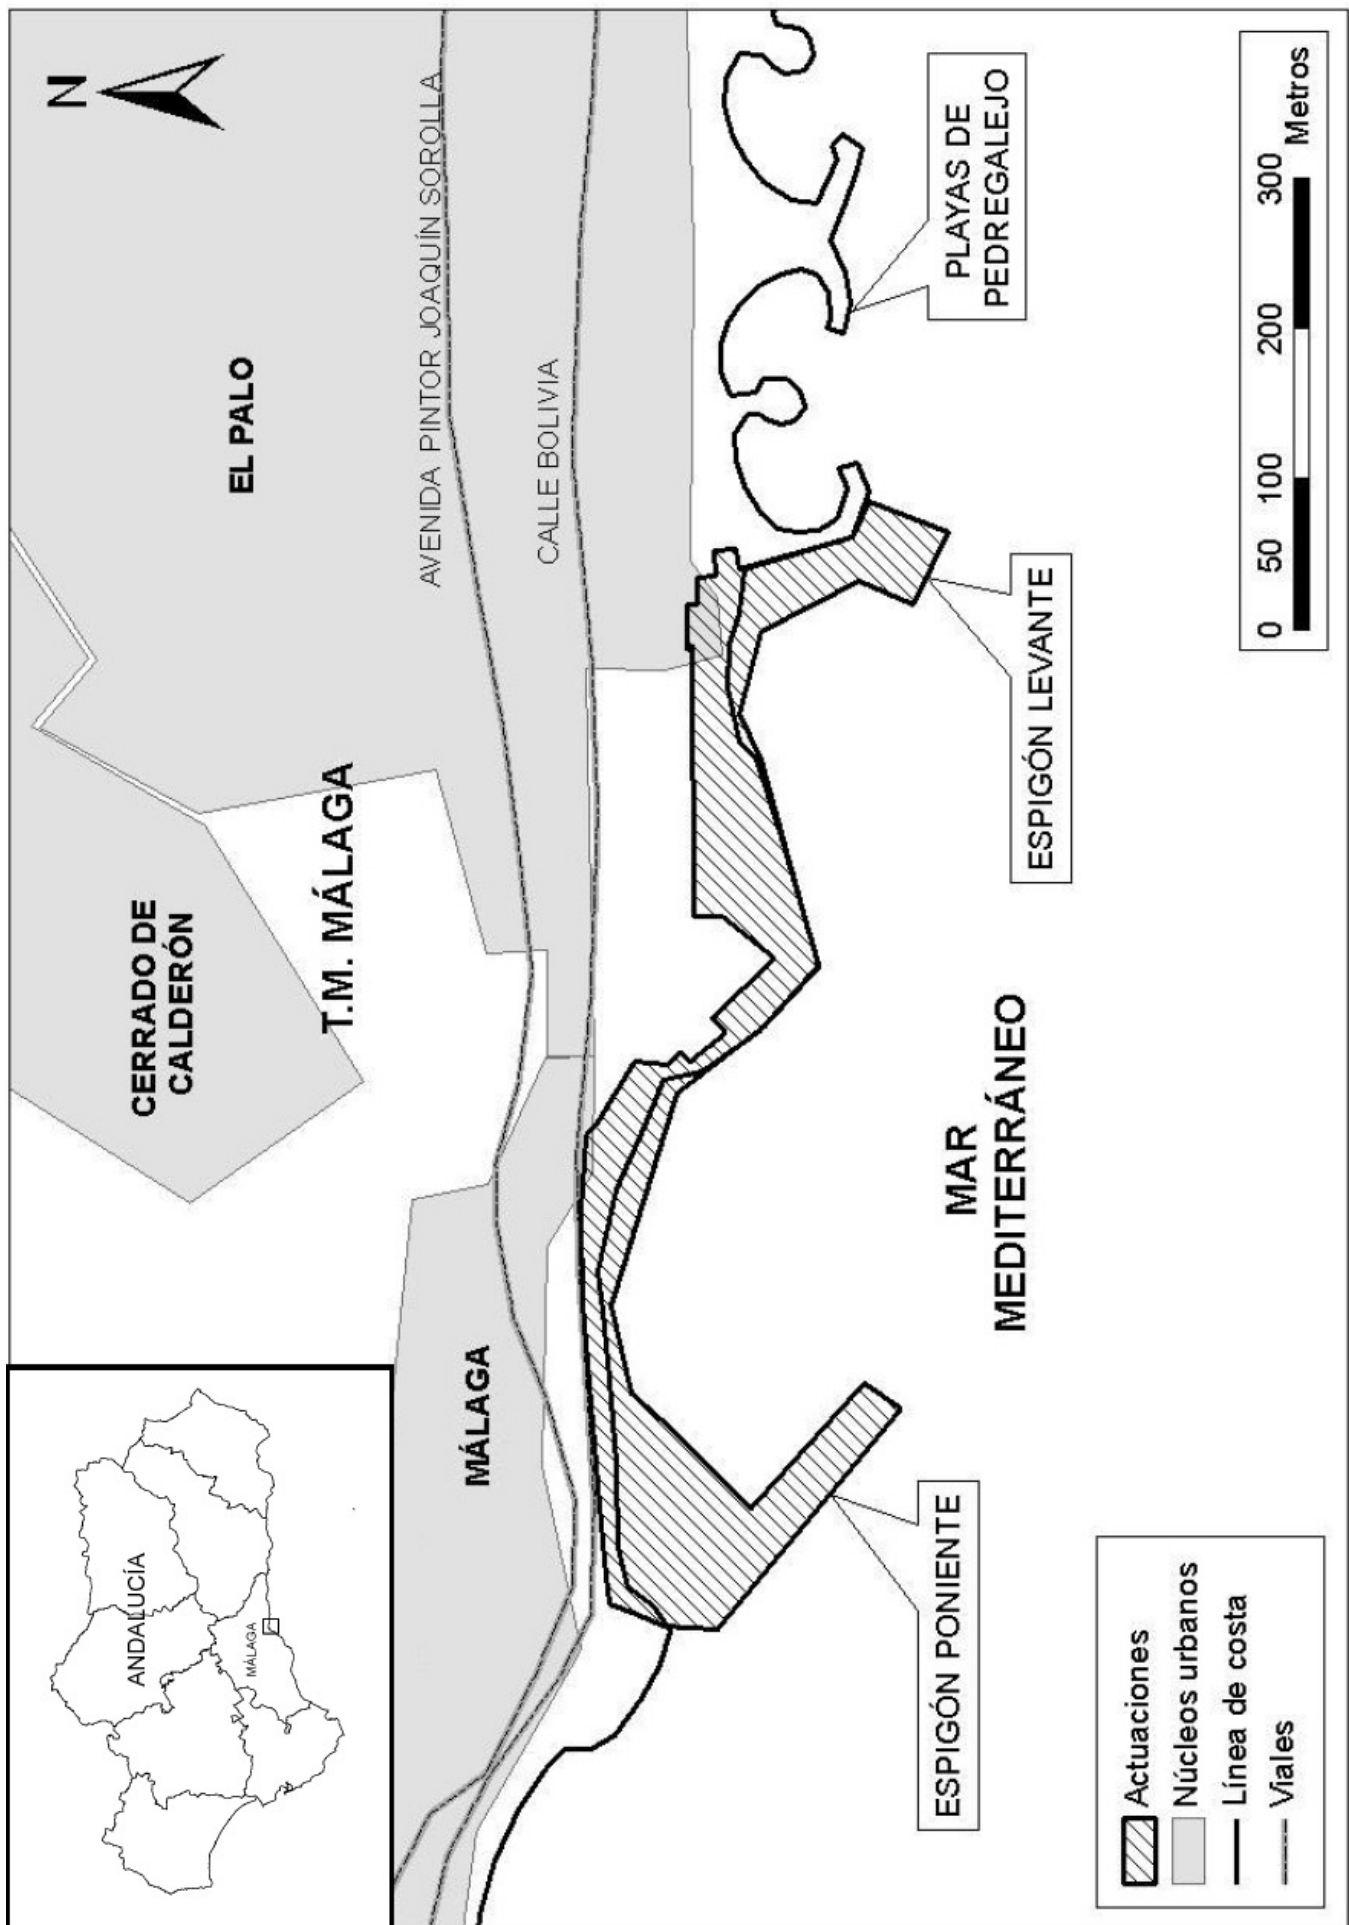 ANDALUCÍA
MÁLAGA
CERRADO DE
CALDERÓN
N
EL PALO
T.M. MÁLAGA
AVENIDA PINTOR JOAQUÍN SOROLLA
MÁLAGA
CALLE BOLIVIA
PLAYAS DE
PEDREGALEJO
ESPIGÓN LEVANTE
ESPIGÓN PONIENTE
MAR
MEDITERRÁNEO
Actuaciones
Núcleos urbanos
Línea de costa
Viales
0 50 100 200 300
Metros